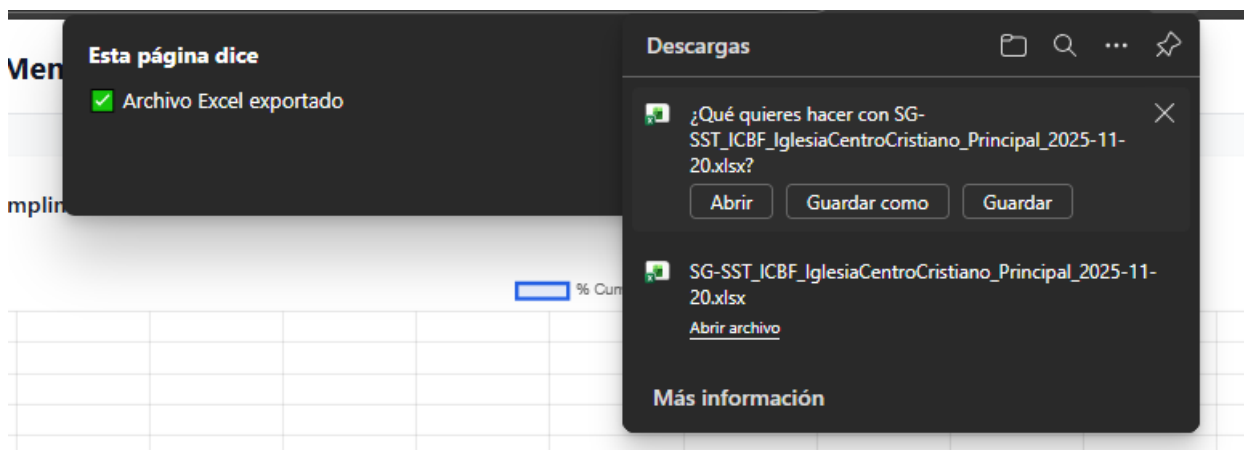 Men
Esta página dice
✅ Archivo Excel exportado
mplin
% Cum
Descargas
¿Qué quieres hacer con SG-
SST_ICBF_IglesiaCentroCristiano_Principal_2025-11-
20.xlsx?
Abrir
Guardar como
Guardar
SG-SST_ICBF_IglesiaCentroCristiano_Principal_2025-11-
20.xlsx
Abrir archivo
Más información